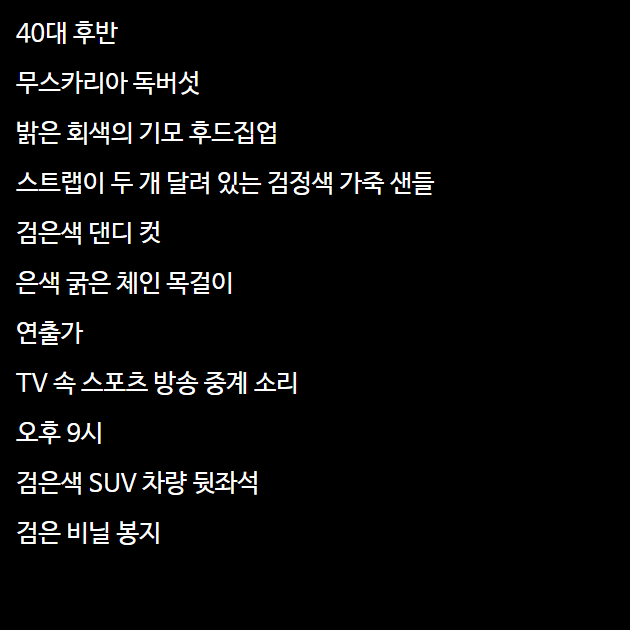 40대 후반
무스카리아 독버섯
밝은 회색의 기모 후드집업
스트랩이 두 개 달려 있는 검정색 가죽 샌들
검은색 댄디 컷
은색 굵은 체인 목걸이
연출가
TV 속 스포츠 방송 중계 소리
오후 9시
검은색 SUV 차량 뒷좌석
검은 비닐 봉지